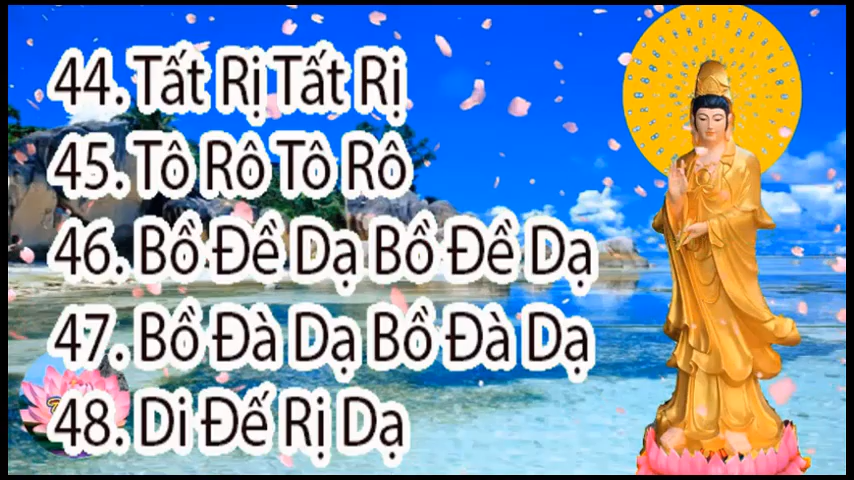 44. Tất Rị Tất Rị
45. Tô Rô Tô Rô
46. Bồ Đề Dạ Bồ Đề Dạ
47. Bồ Đà Dạ Bồ Đà Dạ
48. Di Đế Rị Dạ